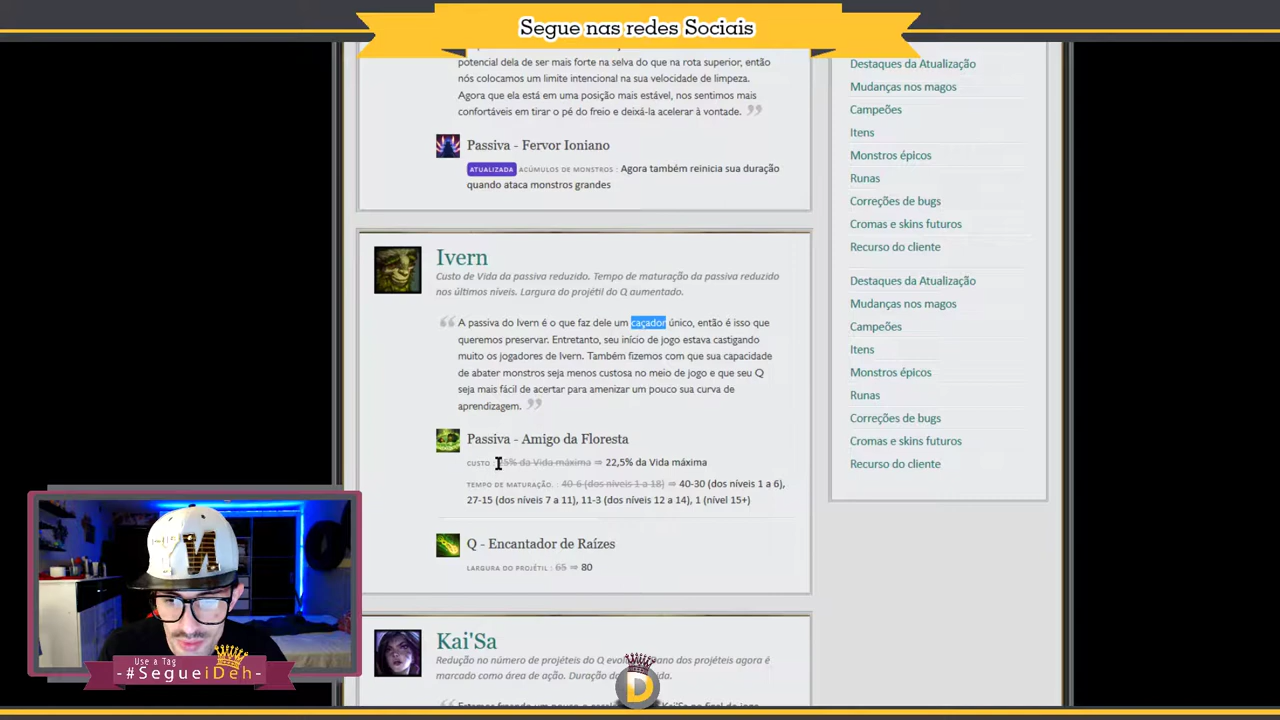 Segue nas redes Sociais
potencial dela de ser mais forte na selva do que na rota superior, então
nós colocamos um limite intencional na sua velocidade de limpeza.
Agora que ela está em uma posição mais estável, nos sentimos mais
confortáveis em tirar o pé do freio e deixá-la acelerar à vontade.
Passiva - Fervor Ioniano
ATUALIZADA ACÚMULOS DE MONSTROS : Agora também reinicia sua duração
quando ataca monstros grandes
Ivern
Custo de Vida da passiva reduzido. Tempo de maturação da passiva reduzido
nos últimos níveis. Largura do projétil do Q aumentado.
A passiva do Ivern é o que faz dele um caçador único, então é isso que
queremos preservar. Entretanto, seu início de jogo estava castigando
muito os jogadores de Ivern. Também fizemos com que sua capacidade
de abater monstros seja menos custosa no meio de jogo e que seu Q
seja mais fácil de acertar para amenizar um pouco sua curva de
aprendizagem.
Passiva - Amigo da Floresta
CUSTO : 5% da Vida máxima ⇒ 22,5% da Vida máxima
TEMPO DE MATURAÇÃO. : 40-6 (dos níveis 1 a 18) ⇒ 40-30 (dos níveis 1 a 6),
27-15 (dos níveis 7 a 11), 11-3 (dos níveis 12 a 14), 1 (nível 15+)
Q - Encantador de Raízes
LARGURA DO PROJÉTIL : 65 ⇒ 80
Kai'Sa
Redução no número de projéteis do Q dano dos projéteis agora é
marcado como área de ação. Duração da
Destaques da Atualização
Mudanças nos magos
Campeões
Itens
Monstros épicos
Runas
Correções de bugs
Cromas e skins futuros
Recurso do cliente
Destaques da Atualização
Mudanças nos magos
Campeões
Itens
Monstros épicos
Runas
Correções de bugs
Cromas e skins futuros
Recurso do cliente
N
Use a Tag
-#SegueiDeh-
D